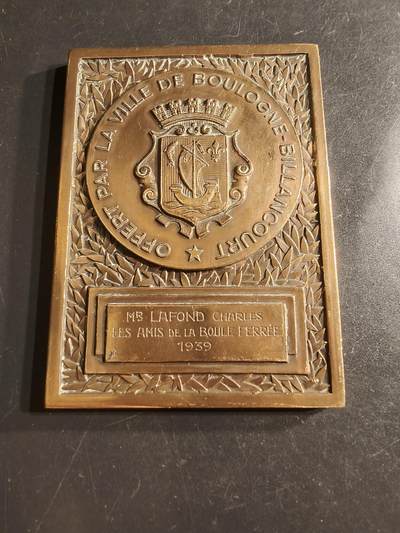 OFFERT PAR LA VILLE DE BOULOGNE-BILLANCOURT
MR LAFOND CHARLES
LES AMIS DE LA BOULE FERRÉE
1939